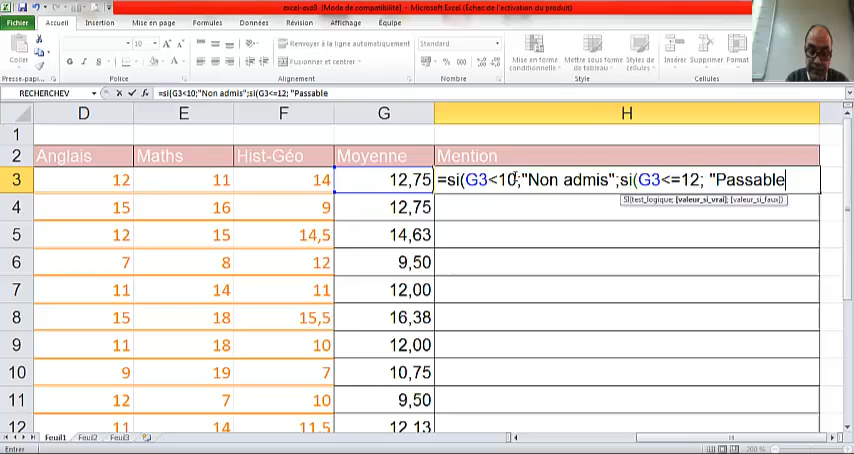 excel-exo9 [Mode de compatibilité] - Microsoft Excel (Échec de l'activation du produit)
Fichier Accueil Insertion Mise en page Formules Données Révision Affichage Équipe
Coller
10
Renvoyer à la ligne automatiquement
Standard
G
Fusionner et centrer
Mise en forme conditionnelle
Mettre sous forme de tableau
Styles de cellules
Insérer Supprimer Format
Presse-pap... Police Alignement Nombre Style Cellules
RECHERCHEV =si(G3<10;"Non admis";si(G3<=12; "Passable
D E F G H
1
2 Anglais Maths Hist-Géo Moyenne Mention
3 12 11 14 12,75 =si(G3<10;"Non admis";si(G3<=12; "Passable
SI(test_logique; [valeur_si_vrai]; [valeur_si_faux])
4 15 16 9 12,75
5 12 15 14,5 14,63
6 7 8 12 9,50
7 11 14 11 12,00
8 15 18 15,5 16,38
9 11 18 10 12,00
10 9 19 7 10,75
11 12 7 10 9,50
12 11 14 11,5 12,13
Feuil1 Feuil2 Feuil3
Entrer 200 %